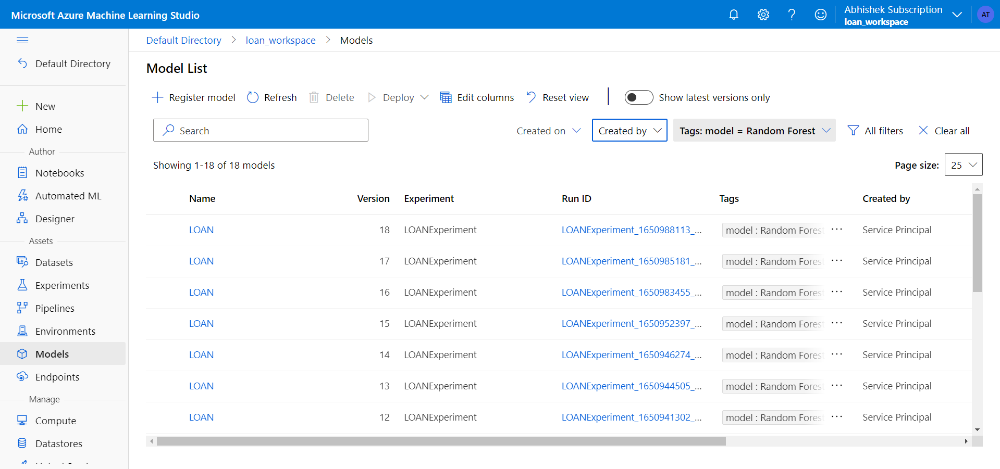 Microsoft Azure Machine Learning Studio
Abhishek Subscription
loan_workspace
AT
Default Directory
Default Directory > loan_workspace > Models
Model List
Register model Refresh Delete Deploy Edit columns Reset view Show latest versions only
Search
Created on Created by Tags: model = Random Forest All filters Clear all
Showing 1-18 of 18 models
Page size: 25
New
Home
Author
Notebooks
Automated ML
Designer
Assets
Datasets
Experiments
Pipelines
Environments
Models
Endpoints
Manage
Compute
Datastores
Name Version Experiment Run ID Tags Created by
LOAN 18 LOANExperiment LOANExperiment_1650988113_... model : Random Forest ... Service Principal
LOAN 17 LOANExperiment LOANExperiment_1650985181_... model : Random Forest ... Service Principal
LOAN 16 LOANExperiment LOANExperiment_1650983455_... model : Random Forest ... Service Principal
LOAN 15 LOANExperiment LOANExperiment_1650952397_... model : Random Forest ... Service Principal
LOAN 14 LOANExperiment LOANExperiment_1650946274_... model : Random Forest ... Service Principal
LOAN 13 LOANExperiment LOANExperiment_1650944505_... model : Random Forest ... Service Principal
LOAN 12 LOANExperiment LOANExperiment_1650941302_... model : Random Forest ... Service Principal